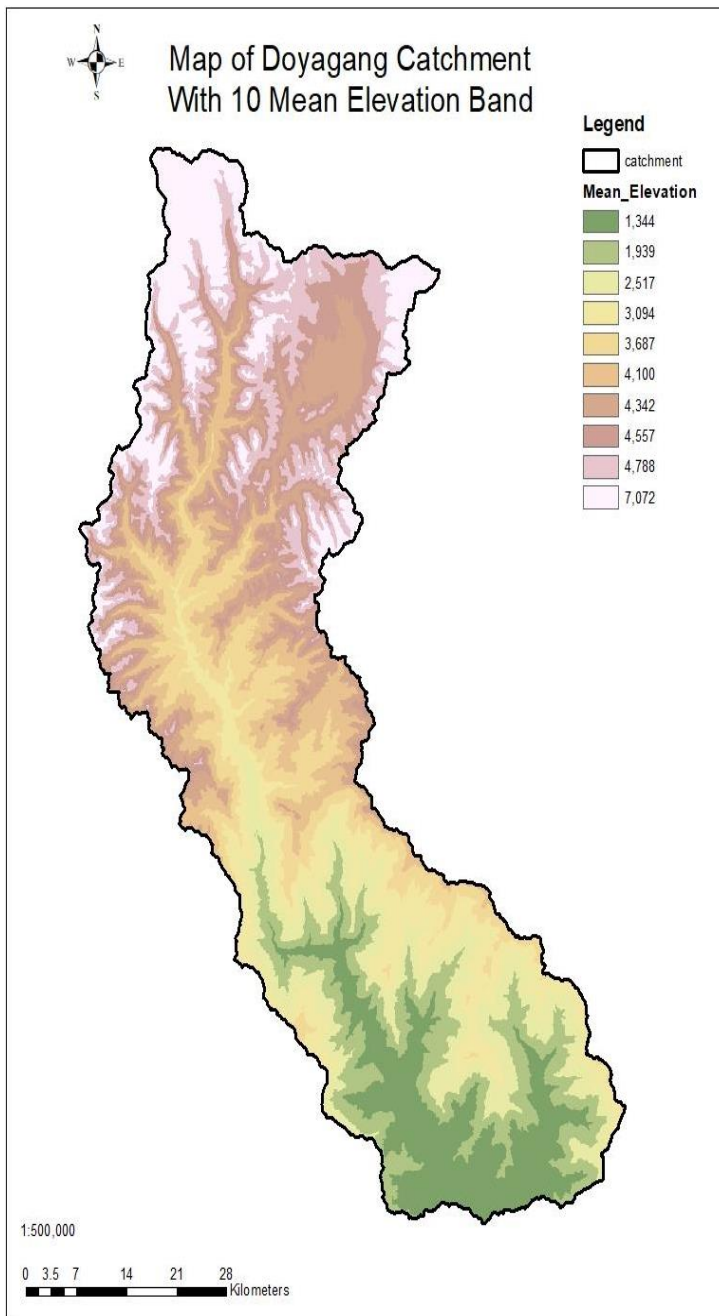 N
W E
S
Map of Doyagang Catchment
With 10 Mean Elevation Band
Legend
catchment
Mean_Elevation
1,344
1,939
2,517
3,094
3,687
4,100
4,342
4,557
4,788
7,072
1:500,000
0 3.5 7 14 21 28
Kilometers